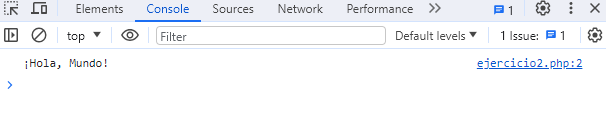 Elements Console Sources Network Performance 1
top Filter Default levels 1 Issue: 1
¡Hola, Mundo! ejercicio2.php:2